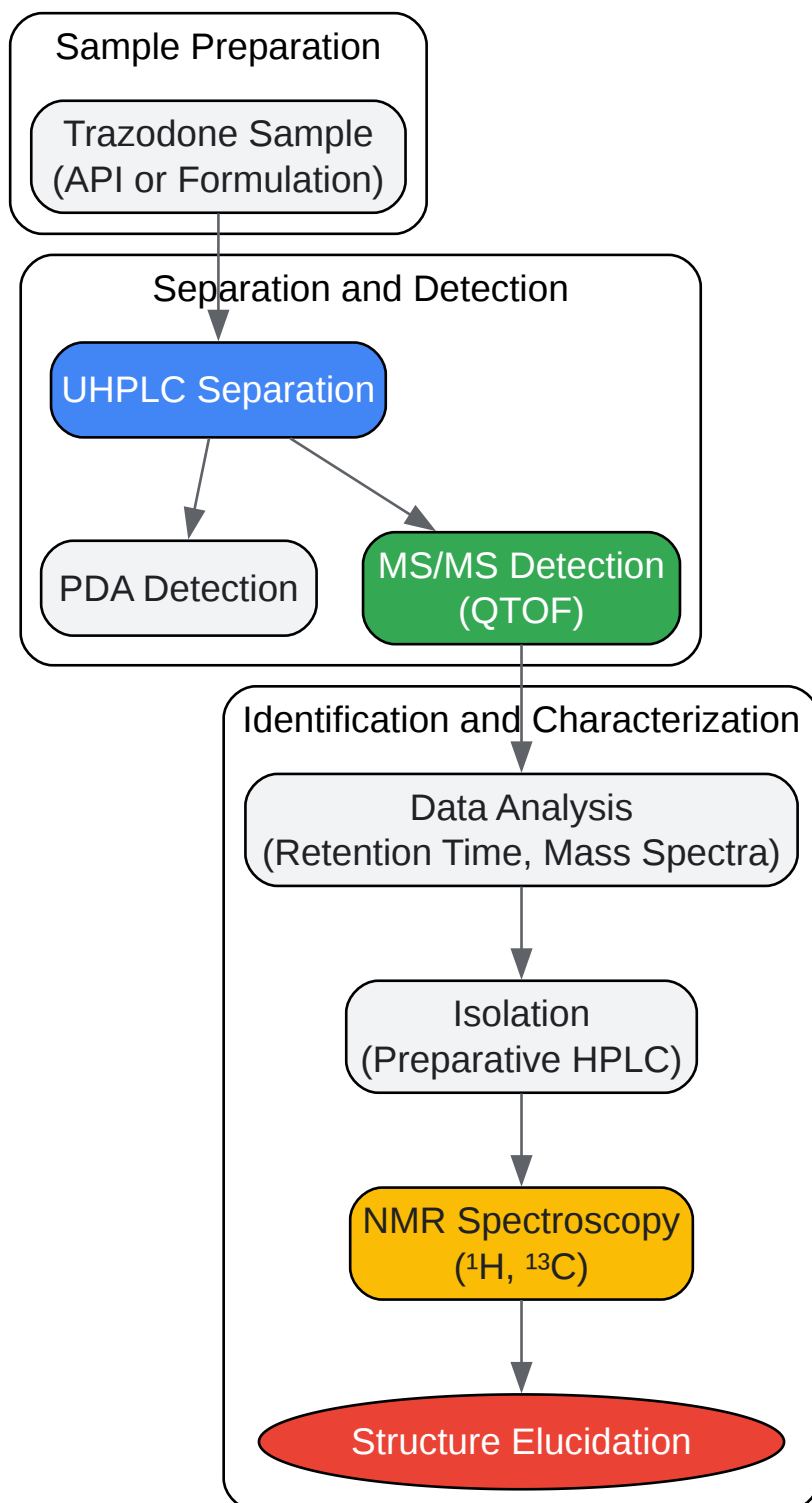 Sample Preparation
Trazodone Sample
(API or Formulation)
Separation and Detection
UHPLC Separation
PDA Detection
MS/MS Detection
(QTOF)
Identification and Characterization
Data Analysis
(Retention Time, Mass Spectra)
Isolation
(Preparative HPLC)
NMR Spectroscopy
(¹H, ¹³C)
Structure Elucidation